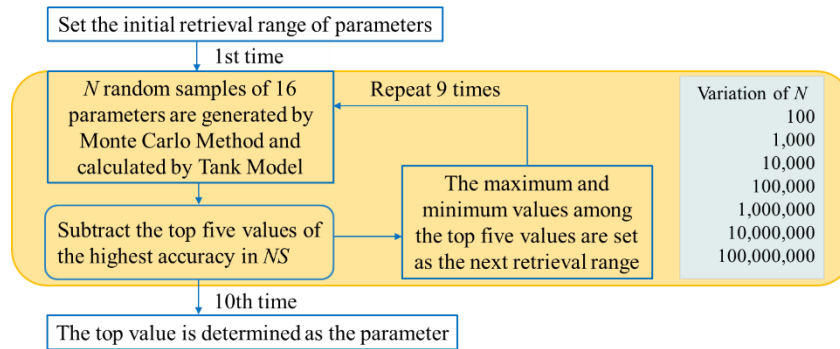 Set the initial retrieval range of parameters
1st time
N random samples of 16
parameters are generated by
Monte Carlo Method and
calculated by Tank Model
Repeat 9 times
Subtract the top five values of
the highest accuracy in NS
The maximum and
minimum values among
the top five values are set
as the next retrieval range
Variation of N
100
1,000
10,000
100,000
1,000,000
10,000,000
100,000,000
10th time
The top value is determined as the parameter